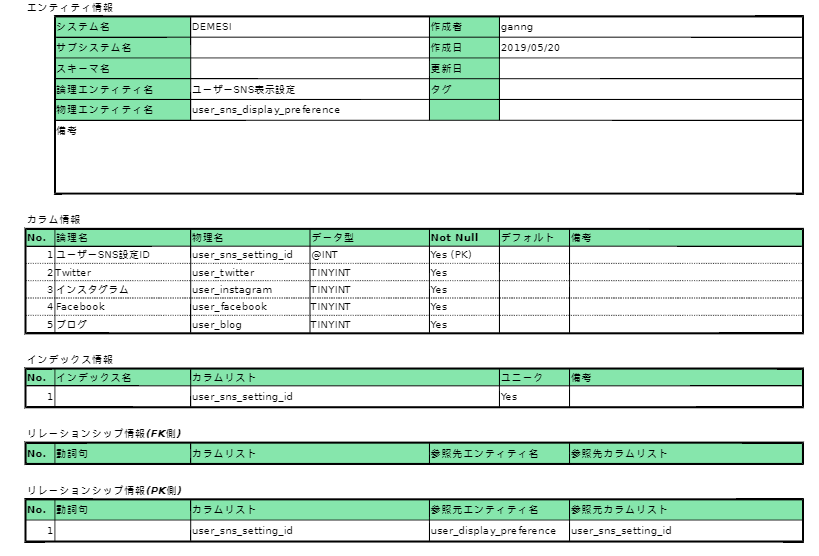 エンティティ情報
システム名 DEMESI 作成者 ganng
サブシステム名 作成日 2019/05/20
スキーマ名 更新日
論理エンティティ名 ユーザーSNS表示設定 タグ
物理エンティティ名 user_sns_display_preference
備考
カラム情報
No. 論理名 物理名 データ型 Not Null デフォルト 備考
1 ユーザーSNS設定ID user_sns_setting_id @INT Yes (PK)
2 Twitter user_twitter TINYINT Yes
3 インスタグラム user_instagram TINYINT Yes
4 Facebook user_facebook TINYINT Yes
5 ブログ user_blog TINYINT Yes
インデックス情報
No. インデックス名 カラムリスト ユニーク 備考
1 user_sns_setting_id Yes
リレーションシップ情報(FK側)
No. 動詞句 カラムリスト 参照先エンティティ名 参照先カラムリスト
リレーションシップ情報(PK側)
No. 動詞句 カラムリスト 参照元エンティティ名 参照元カラムリスト
1 user_sns_setting_id user_display_preference user_sns_setting_id